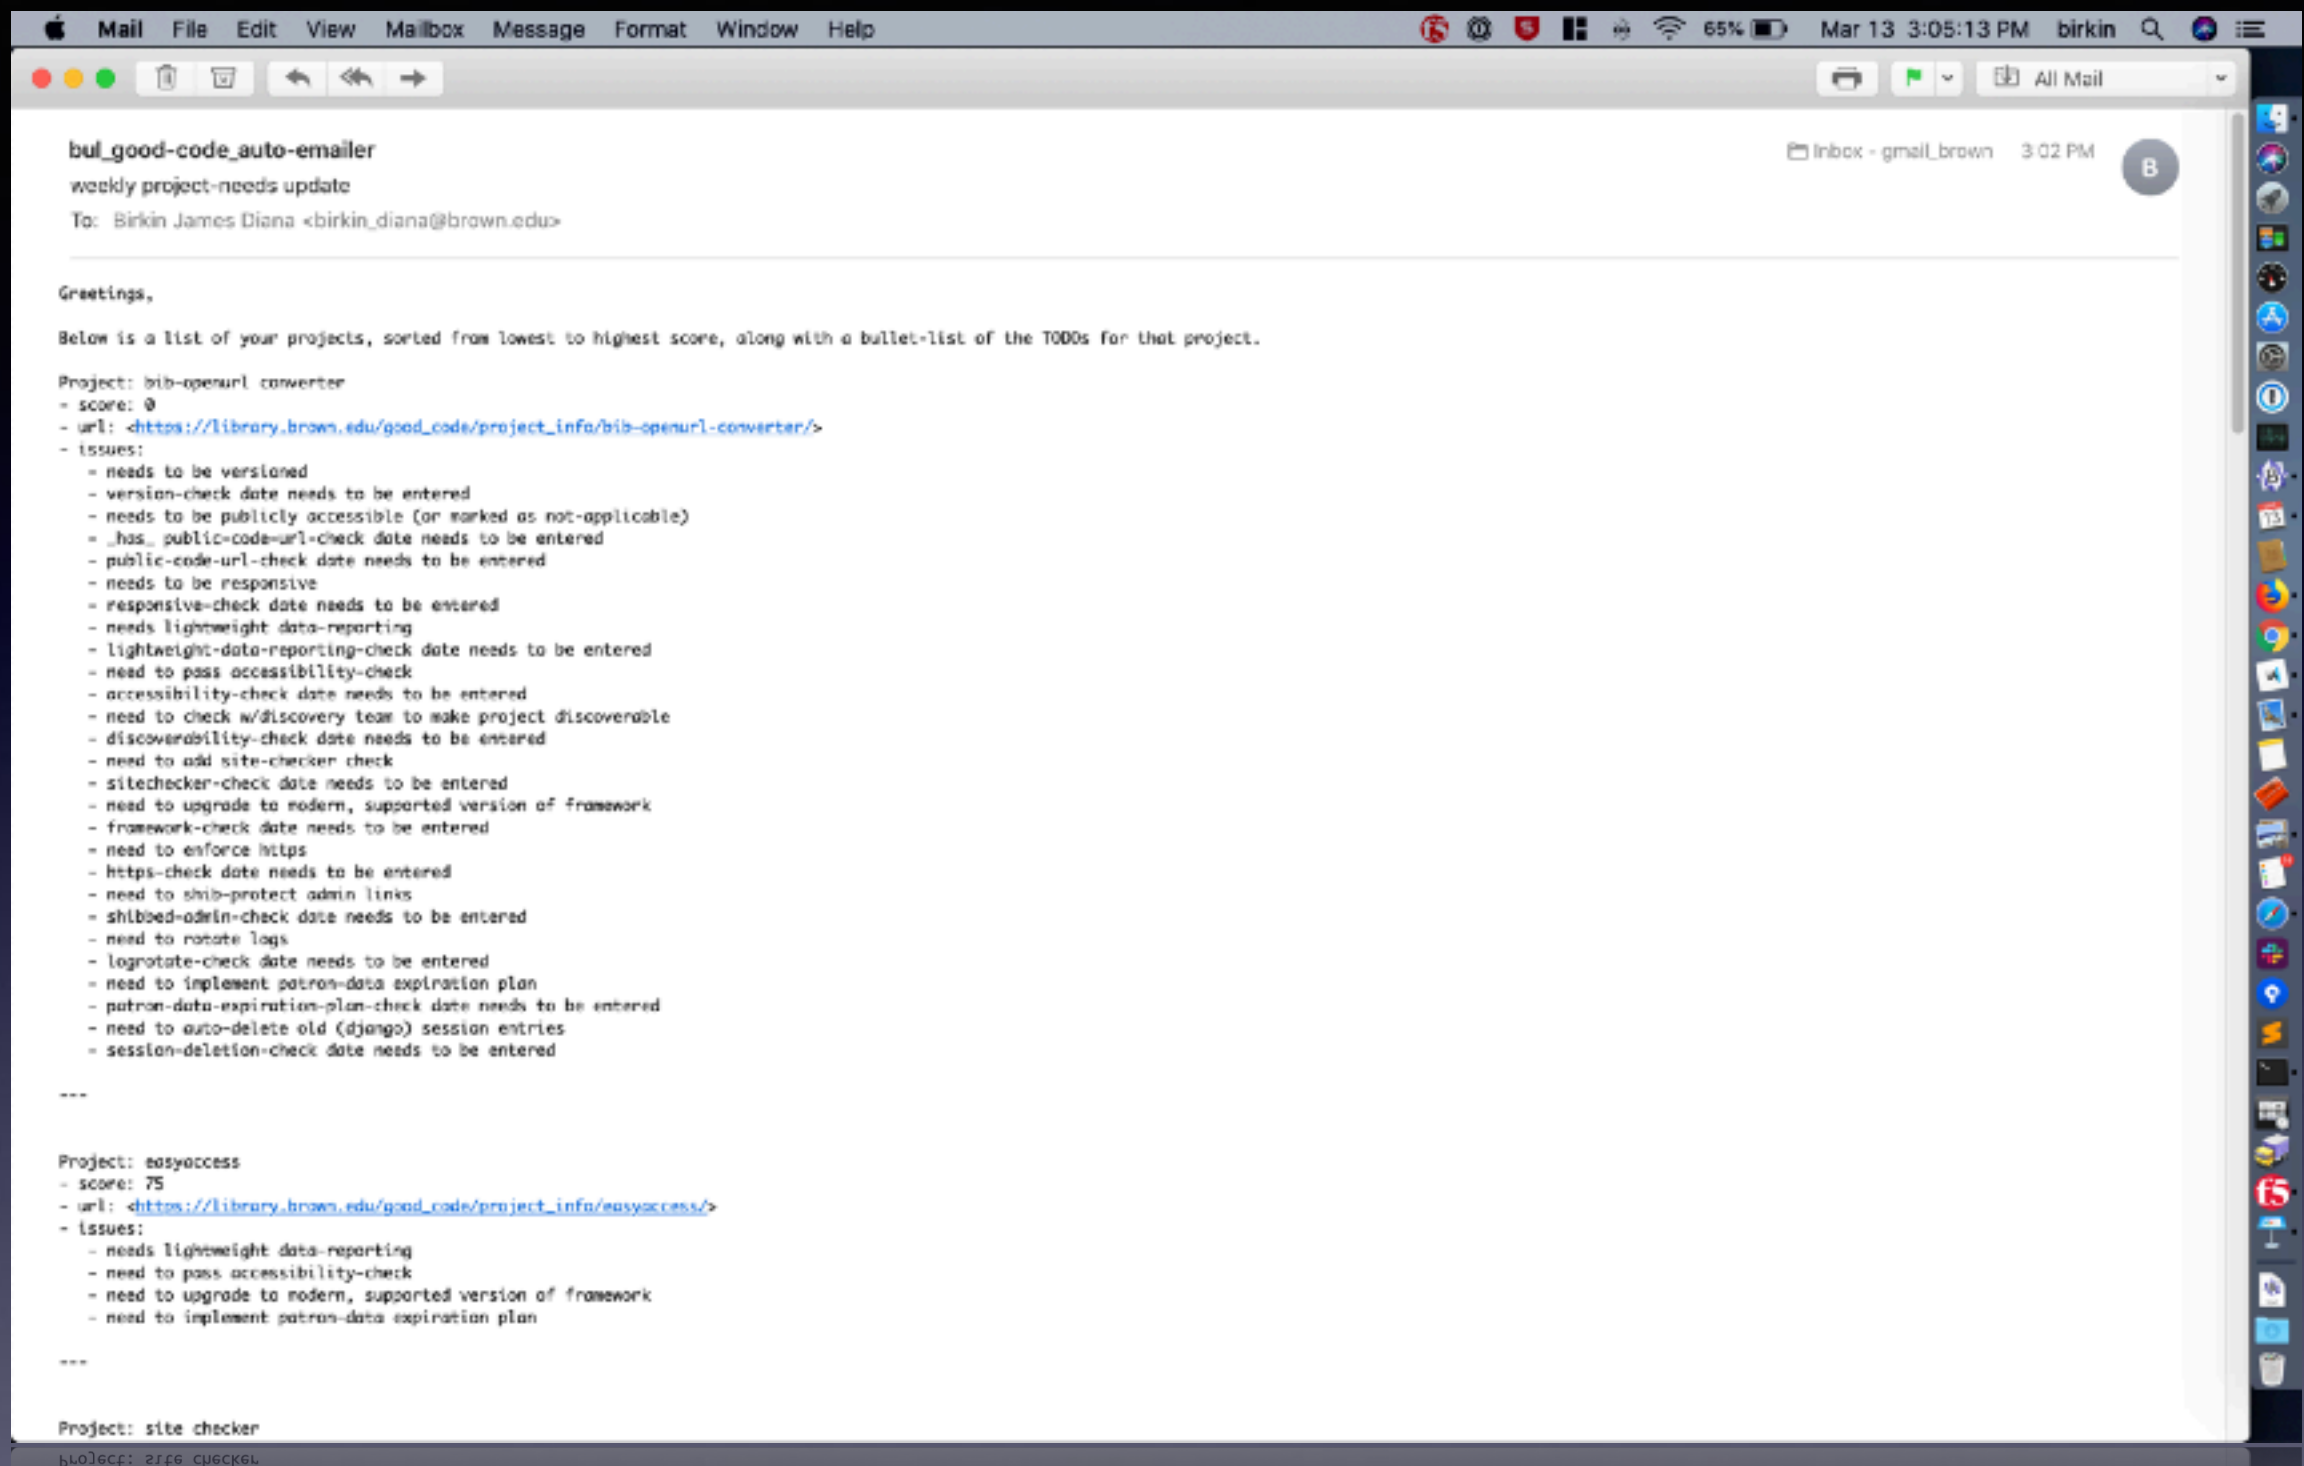 Mail File Edit View Mailbox Message Format Window Help 65% Mar 13 3:05:13 PM birkin
All Mail
bul_good-code_auto-emailer Inbox - gmail_brown 3:02 PM
B
weekly project-needs update
To: Birkin James Diana <birkin_diana@brown.edu>
Greetings,
Below is a list of your projects, sorted from lowest to highest score, along with a bullet-list of the TODOs for that project.
Project: bib-openurl converter
- score: 0
- url: <https://library.brown.edu/good_code/project_info/bib-openurl-converter/>
- issues:
- needs to be versioned
- version-check date needs to be entered
- needs to be publicly accessible (or marked as not-applicable)
- _has_ public-code-url-check date needs to be entered
- public-code-url-check date needs to be entered
- needs to be responsive
- responsive-check date needs to be entered
- needs lightweight data-reporting
- lightweight-data-reporting-check date needs to be entered
- need to pass accessibility-check
- accessibility-check date needs to be entered
- need to check w/discovery team to make project discoverable
- discoverability-check date needs to be entered
- need to add site-checker check
- sitechecker-check date needs to be entered
- need to upgrade to modern, supported version of framework
- framework-check date needs to be entered
- need to enforce https
- https-check date needs to be entered
- need to shib-protect admin links
- shibbed-admin-check date needs to be entered
- need to rotate logs
- logrotate-check date needs to be entered
- need to implement patron-data expiration plan
- patron-data-expiration-plan-check date needs to be entered
- need to auto-delete old (django) session entries
- session-deletion-check date needs to be entered
---
Project: easyaccess
- score: 75
- url: <https://library.brown.edu/good_code/project_info/easyaccess/>
- issues:
- needs lightweight data-reporting
- need to pass accessibility-check
- need to upgrade to modern, supported version of framework
- need to implement patron-data expiration plan
---
Project: site checker